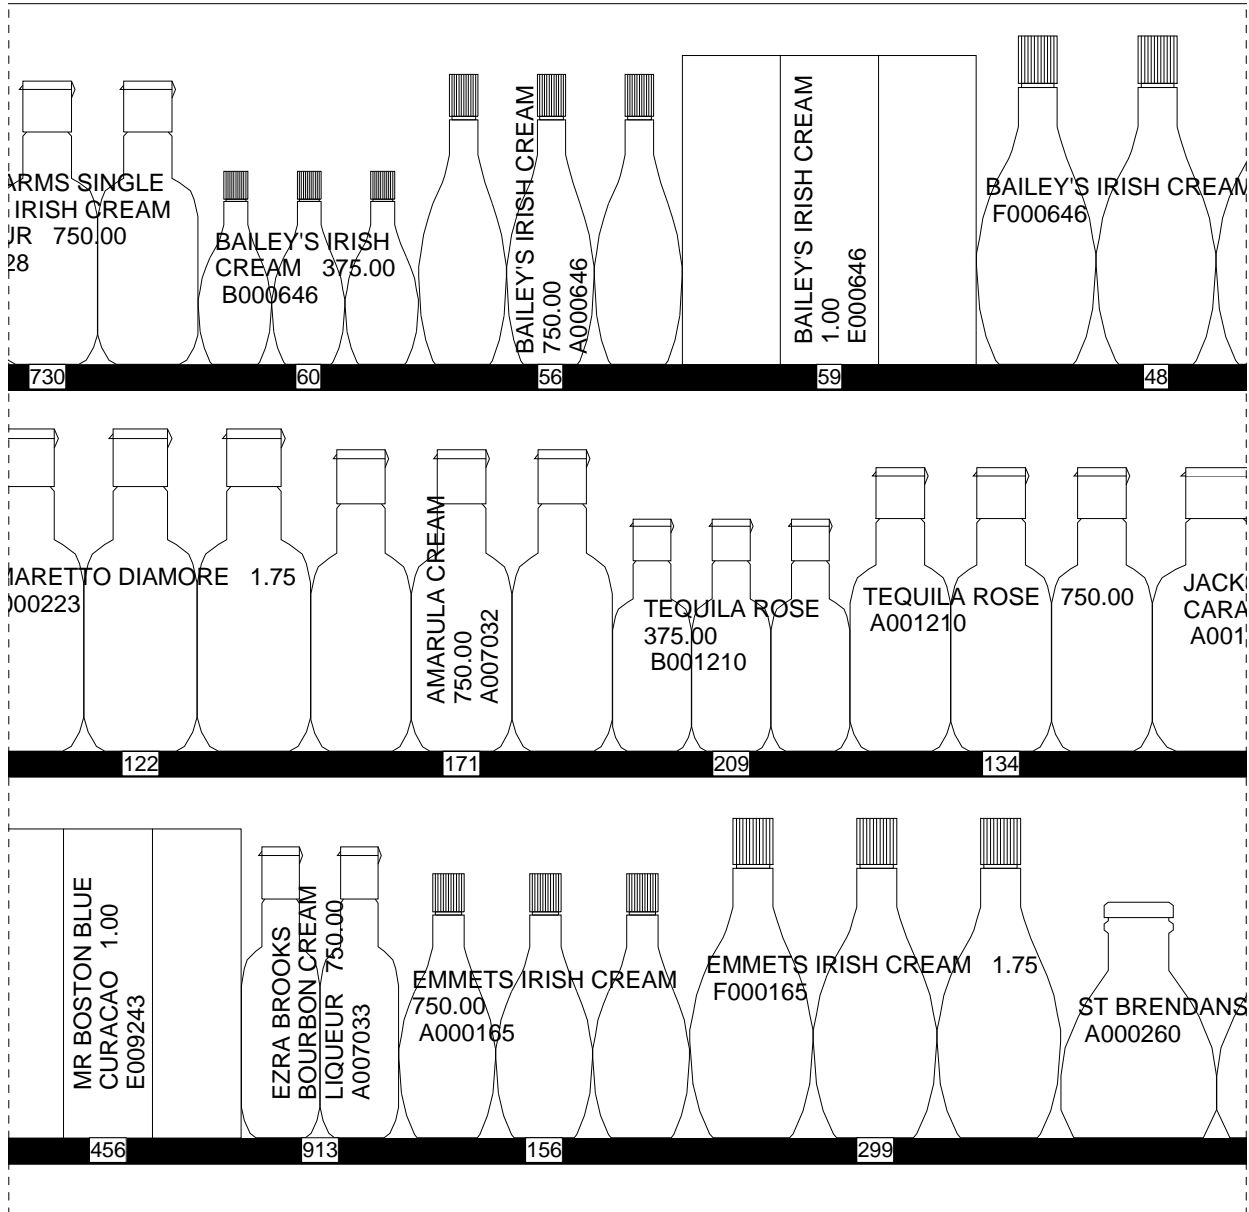 ARMS SINGLE
IRISH CREAM
UR 750.00
28
BAILEY'S IRISH
CREAM 375.00
B000646
BAILEY'S IRISH CREAM
750.00
A000646
BAILEY'S IRISH CREAM
1.00
E000646
BAILEY'S IRISH CREAM
F000646
730
60
56
59
48
IARETTO DIAMORE 1.75
000223
AMARULA CREAM
750.00
A007032
TEQUILA ROSE
375.00
B001210
TEQUILA ROSE 750.00
A001210
JACK
CARA
A001
122
171
209
134
MR BOSTON BLUE
CURACAO 1.00
E009243
EZRA BROOKS
BOURBON CREAM
LIQUEUR 750.00
A007033
EMMETS IRISH CREAM
750.00
A000165
EMMETS IRISH CREAM 1.75
F000165
ST BRENDANS
A000260
456
913
156
299